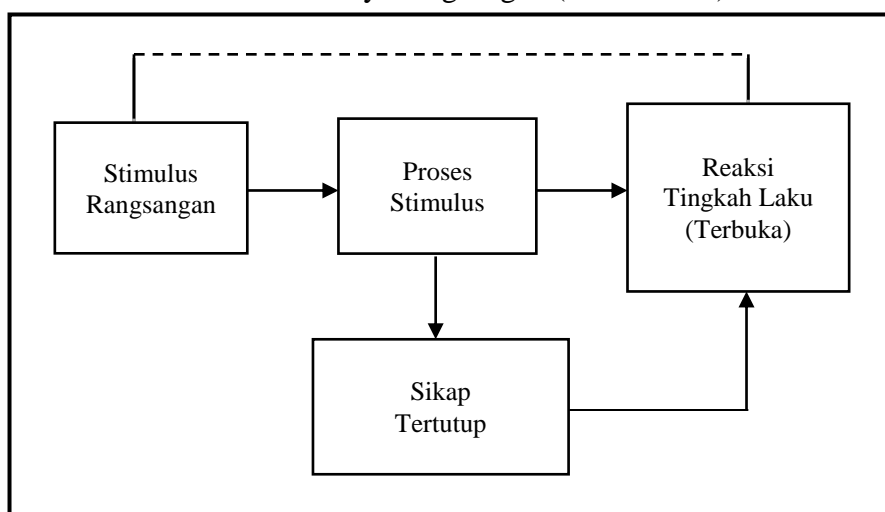 Stimulus
Rangsangan
Proses
Stimulus
Reaksi
Tingkah Laku
(Terbuka)
Sikap
Tertutup